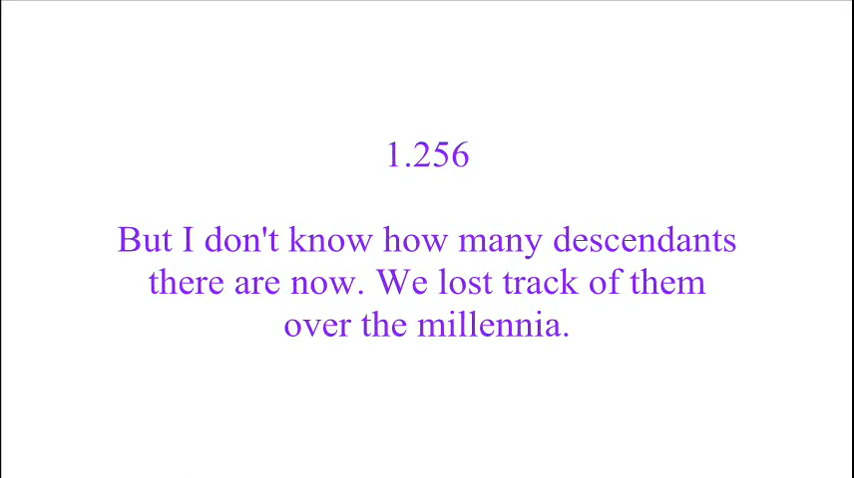 1.256
But I don't know how many descendants
there are now. We lost track of them
over the millennia.